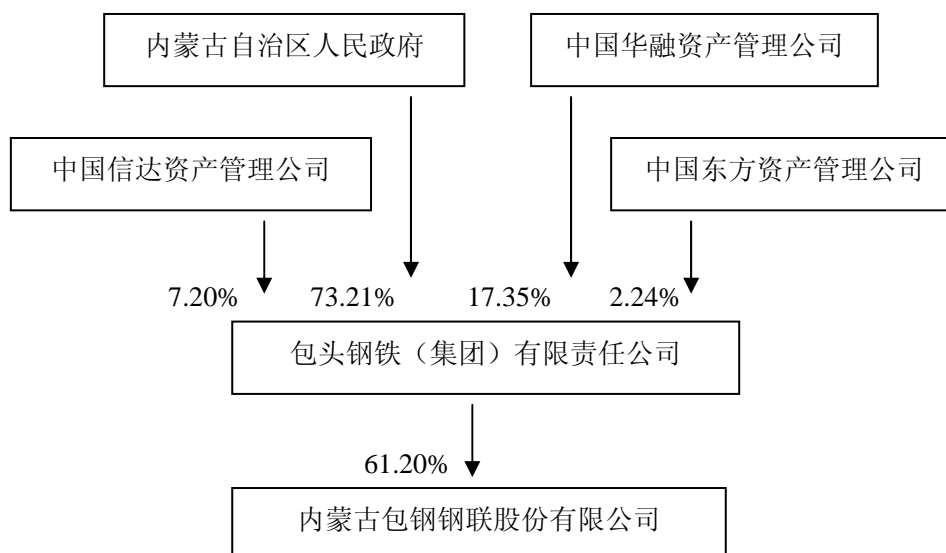 内蒙古自治区人民政府
中国华融资产管理公司
中国信达资产管理公司
中国东方资产管理公司
7.20%
73.21%
17.35%
2.24%
包头钢铁（集团）有限责任公司
61.20%
内蒙古包钢钢联股份有限公司